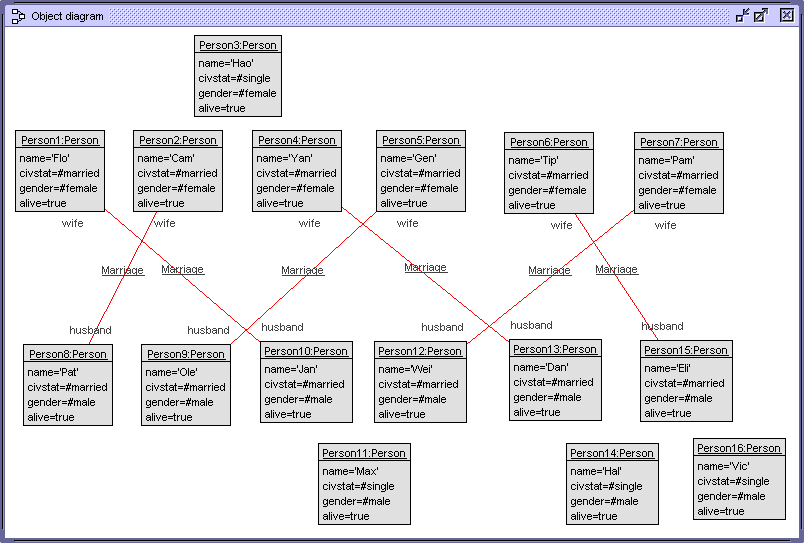 Object diagram
Person3:Person
name='Hao'
civstat=#single
gender=#female
alive=true
Person1:Person
name='Flo'
civstat=#married
gender=#female
alive=true
Person2:Person
name='Cam'
civstat=#married
gender=#female
alive=true
Person4:Person
name='Yan'
civstat=#married
gender=#female
alive=true
Person5:Person
name='Gen'
civstat=#married
gender=#female
alive=true
Person6:Person
name='Tip'
civstat=#married
gender=#female
alive=true
Person7:Person
name='Pam'
civstat=#married
gender=#female
alive=true
wife
wife
wife
wife
wife
wife
Marriage
Marriage
Marriage
Marriage
Marriage
Marriage
husband
husband
husband
husband
husband
husband
Person8:Person
name='Pat'
civstat=#married
gender=#male
alive=true
Person9:Person
name='Ole'
civstat=#married
gender=#male
alive=true
Person10:Person
name='Jan'
civstat=#married
gender=#male
alive=true
Person12:Person
name='Wei'
civstat=#married
gender=#male
alive=true
Person13:Person
name='Dan'
civstat=#married
gender=#male
alive=true
Person15:Person
name='Eli'
civstat=#married
gender=#male
alive=true
Person11:Person
name='Max'
civstat=#single
gender=#male
alive=true
Person14:Person
name='Hal'
civstat=#single
gender=#male
alive=true
Person16:Person
name='Vic'
civstat=#single
gender=#male
alive=true